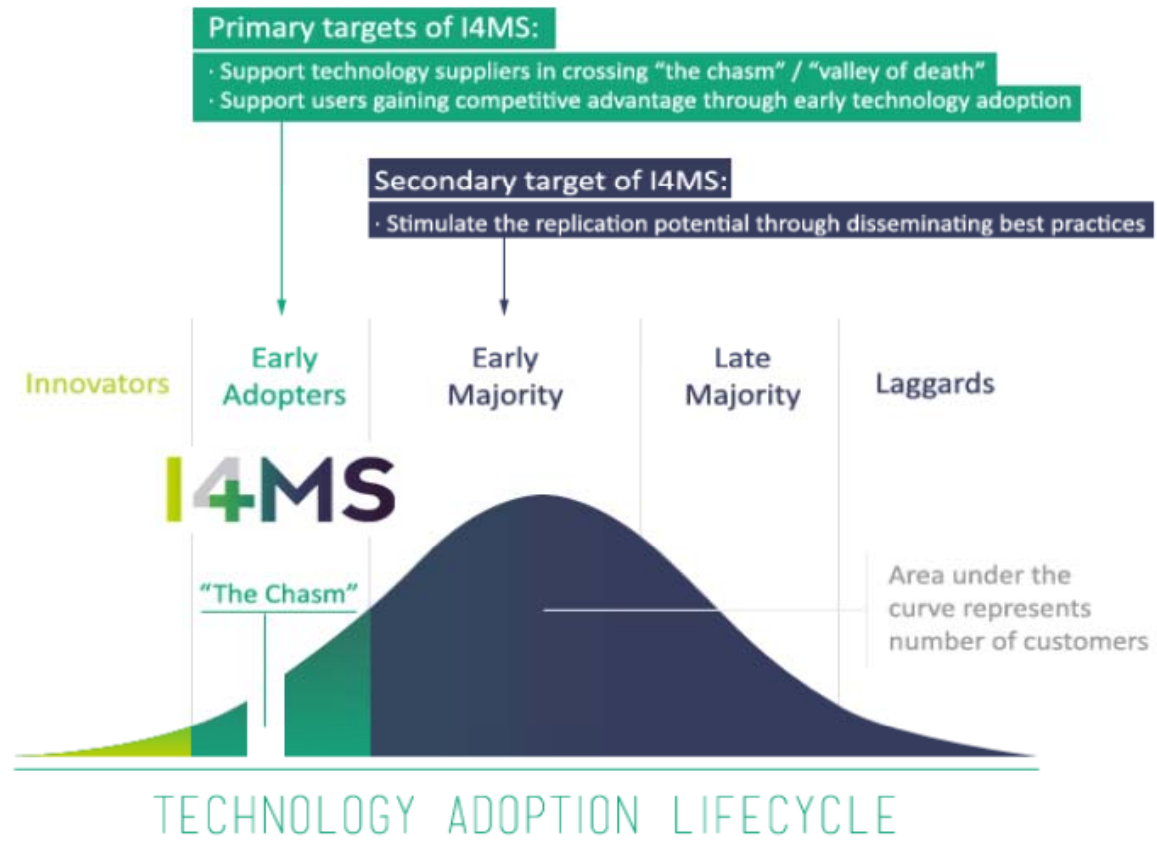 Primary targets of I4MS:
· Support technology suppliers in crossing “the chasm” / “valley of death”
· Support users gaining competitive advantage through early technology adoption
Secondary target of I4MS:
· Stimulate the replication potential through disseminating best practices
Innovators
Early
Adopters
Early
Majority
Late
Majority
Laggards
I4MS
“The Chasm”
Area under the
curve represents
number of customers
TECHNOLOGY ADOPTION LIFECYCLE